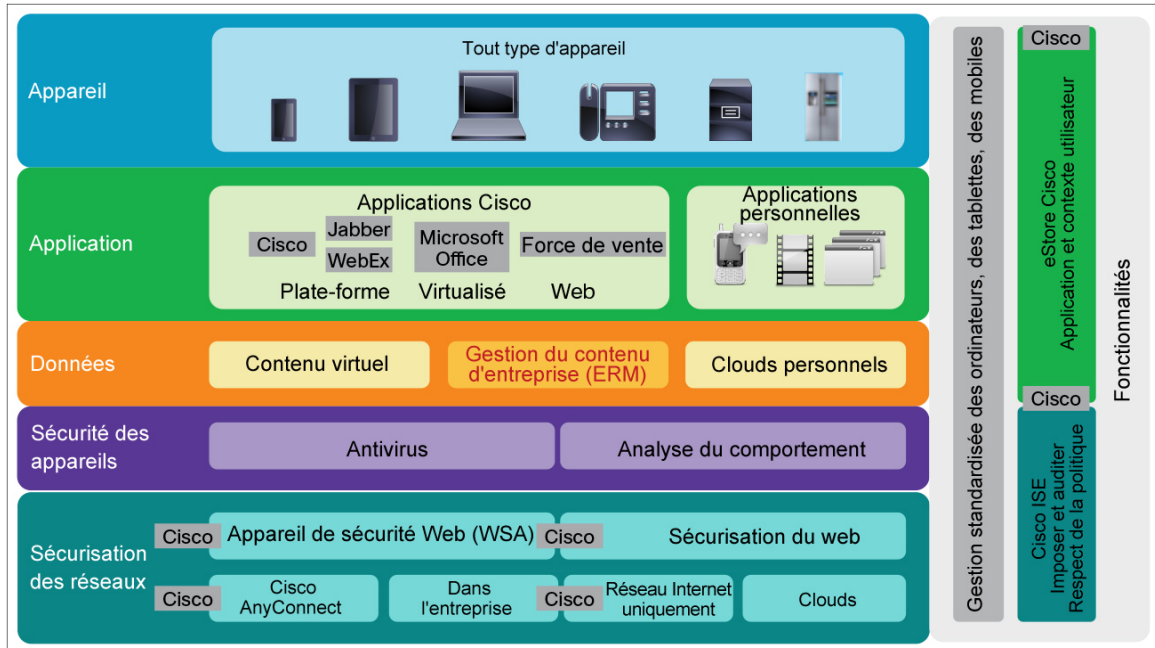 Appareil
Tout type d'appareil
Application
Applications Cisco
Cisco
Jabber
WebEx
Microsoft
Office
Force de vente
Plate-forme
Virtualisé
Web
Applications
personnelles
Données
Contenu virtuel
Gestion du contenu
d'entreprise (ERM)
Clouds personnels
Sécurité des
appareils
Antivirus
Analyse du comportement
Sécurisation
des réseaux
Cisco
Appareil de sécurité Web (WSA)
Cisco
Sécurisation du web
Cisco
Cisco
AnyConnect
Dans
l'entreprise
Cisco
Réseau Internet
uniquement
Clouds
Gestion standardisée des ordinateurs, des tablettes, des mobiles
Cisco
eStore Cisco
Application et contexte utilisateur
Cisco
Cisco ISE
Imposer et auditer
Respect de la politique
Fonctionnalités